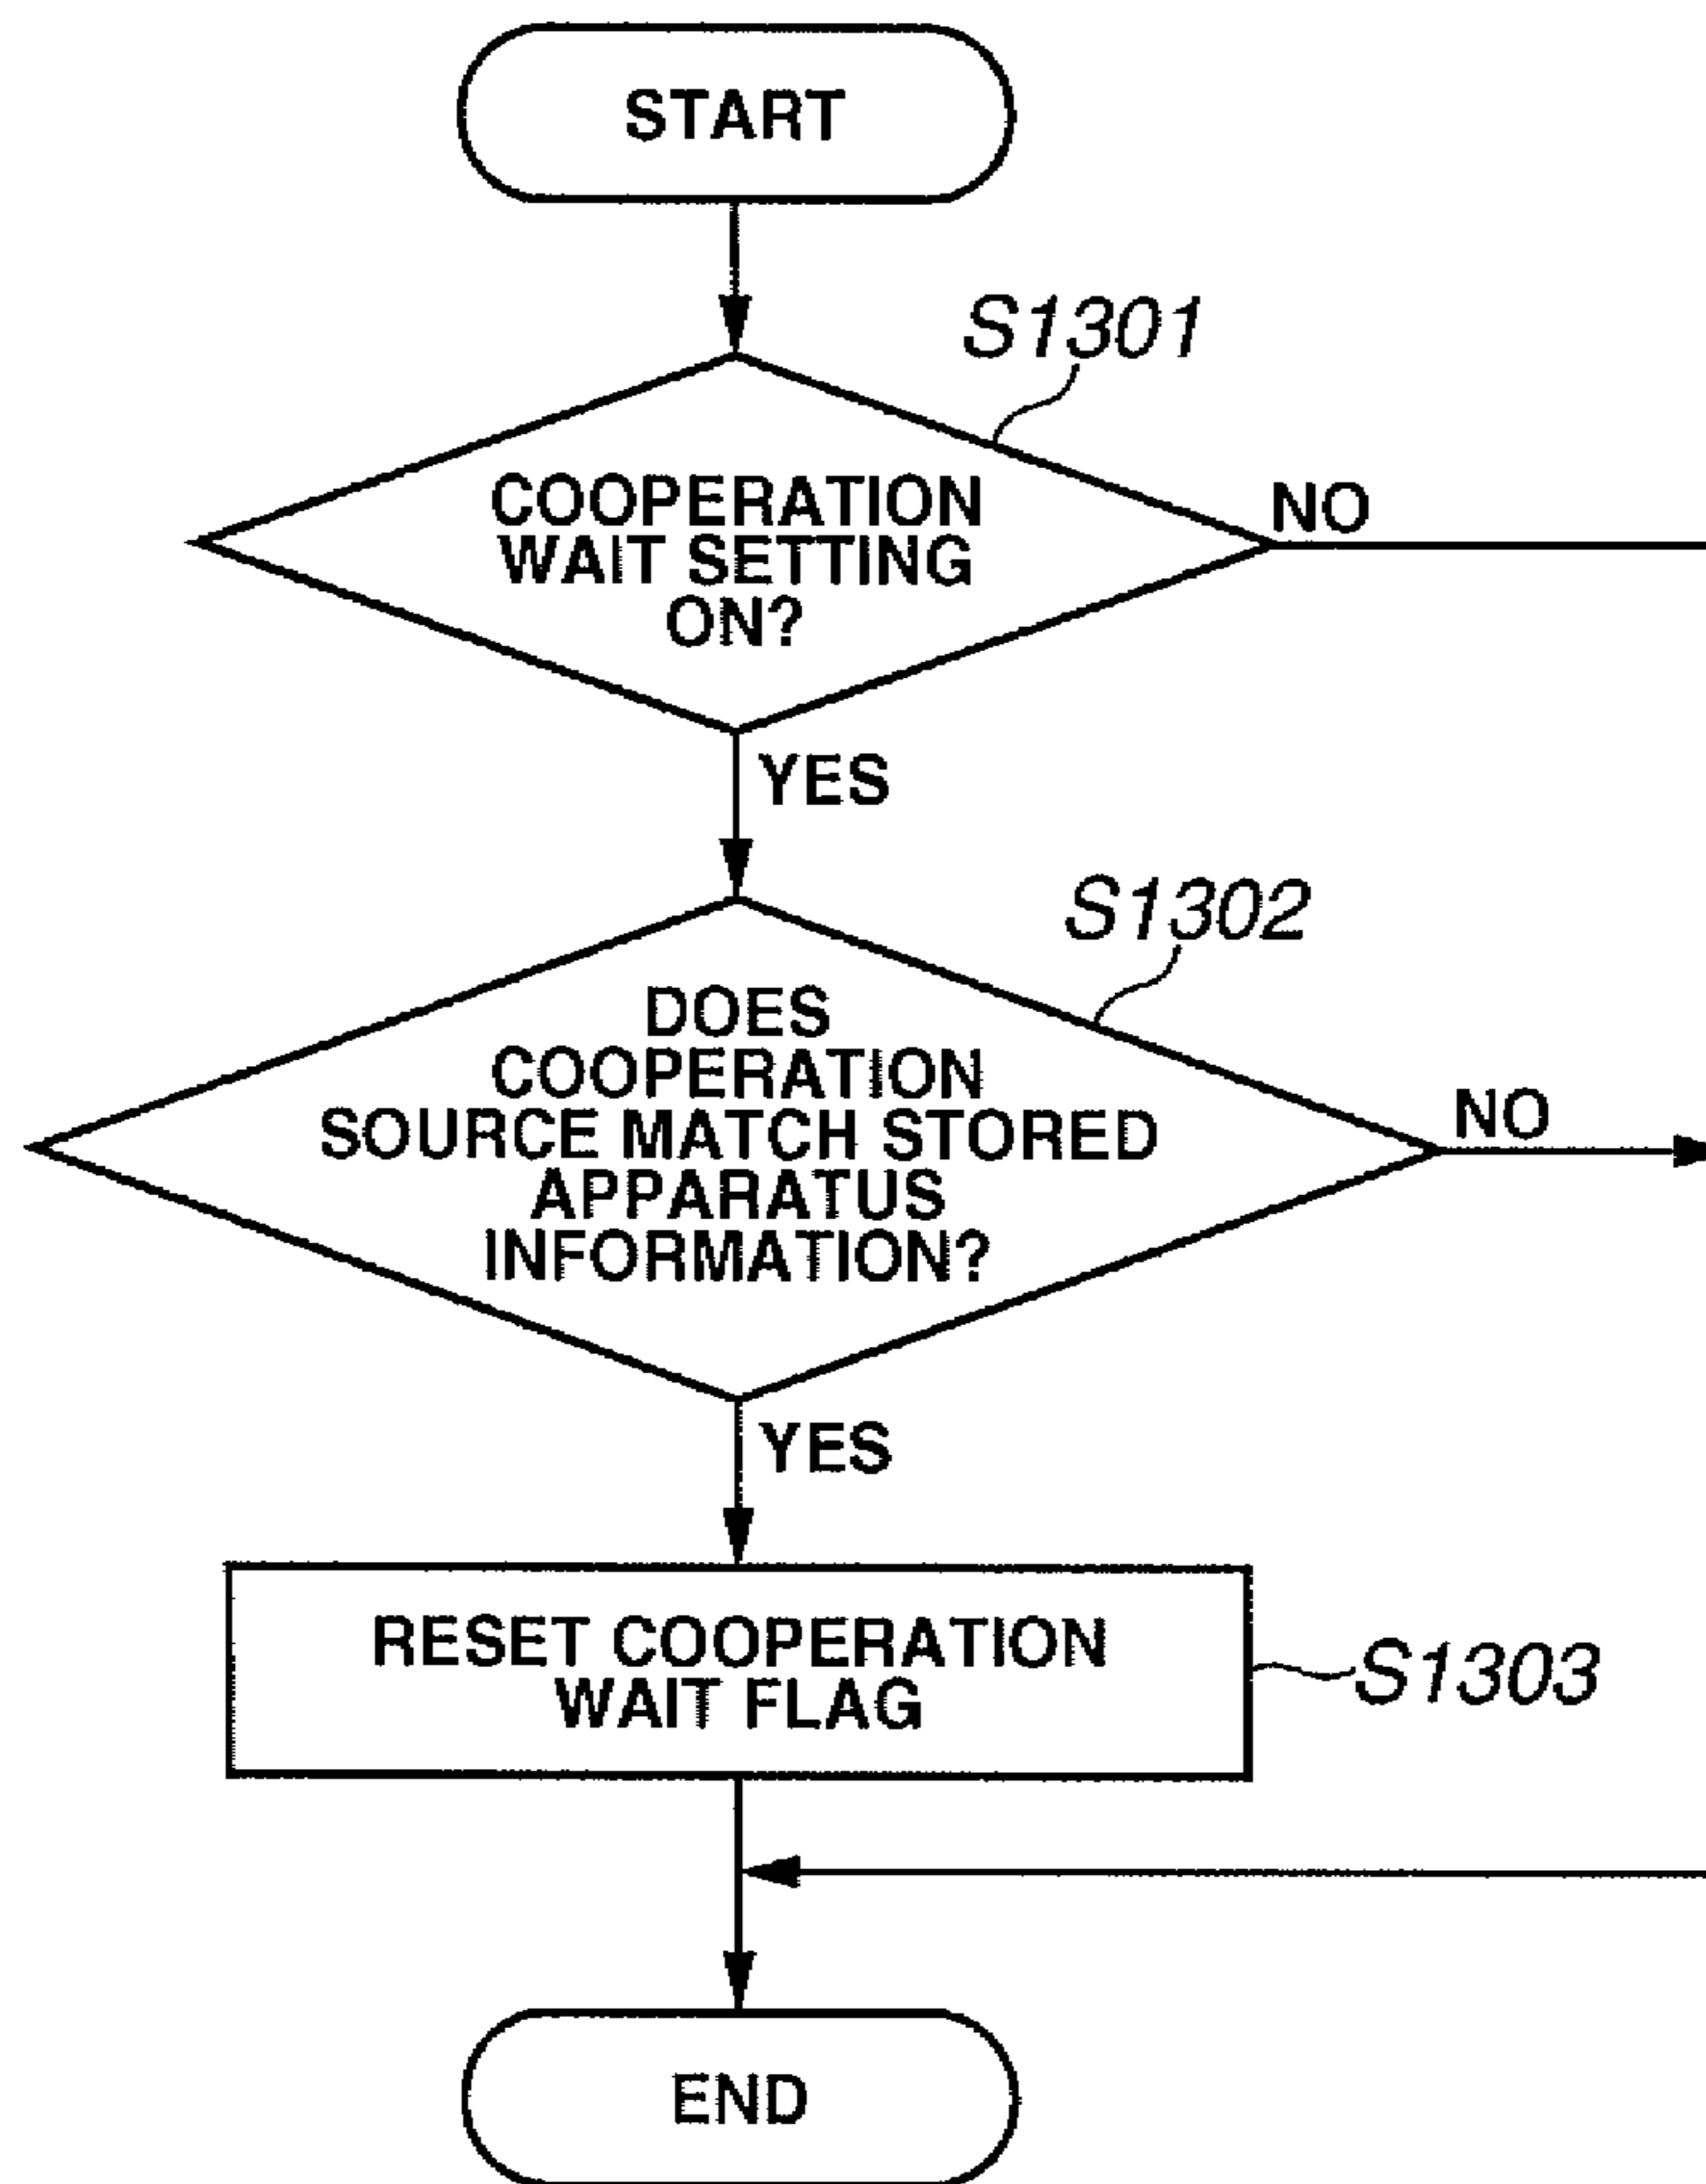 START
S1301
COOPERATION
WAIT SETTING
ON?
NO
YES
S1302
DOES
COOPERATION
SOURCE MATCH STORED
APPARATUS
INFORMATION?
NO
YES
RESET COOPERATION
WAIT FLAG
S1303
END